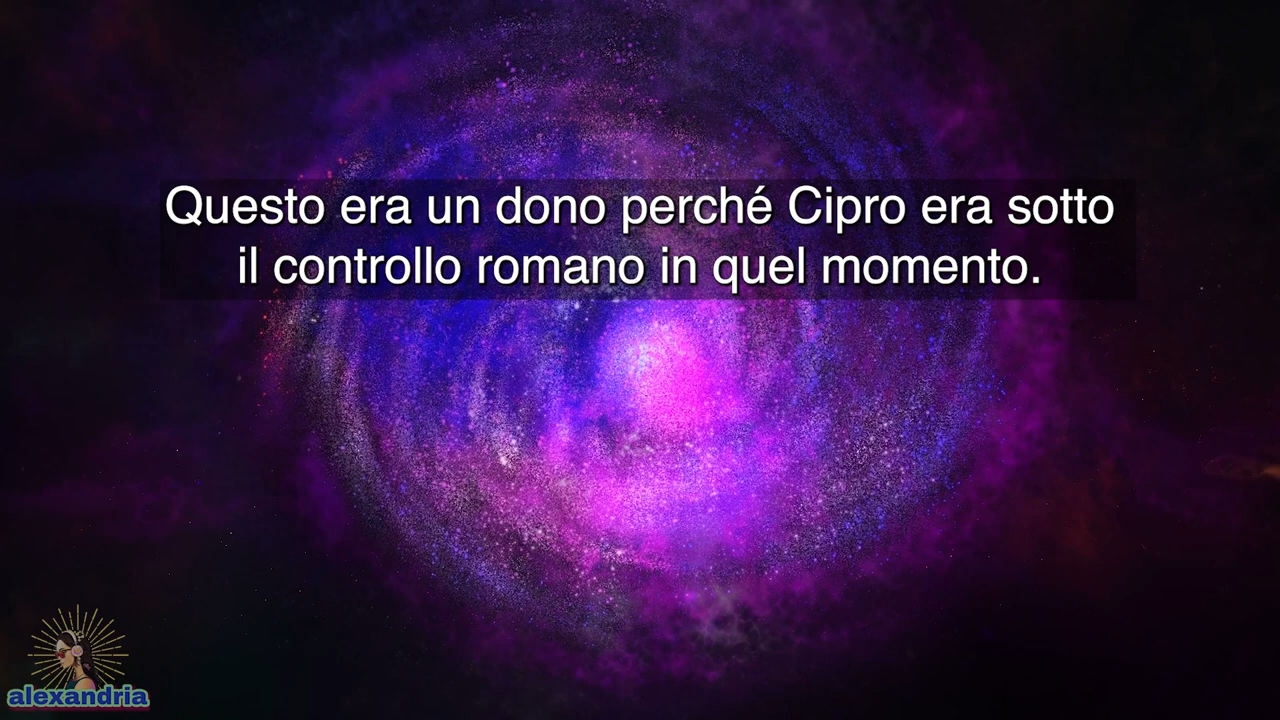 Questo era un dono perché Cipro era sotto
il controllo romano in quel momento.
alexandria